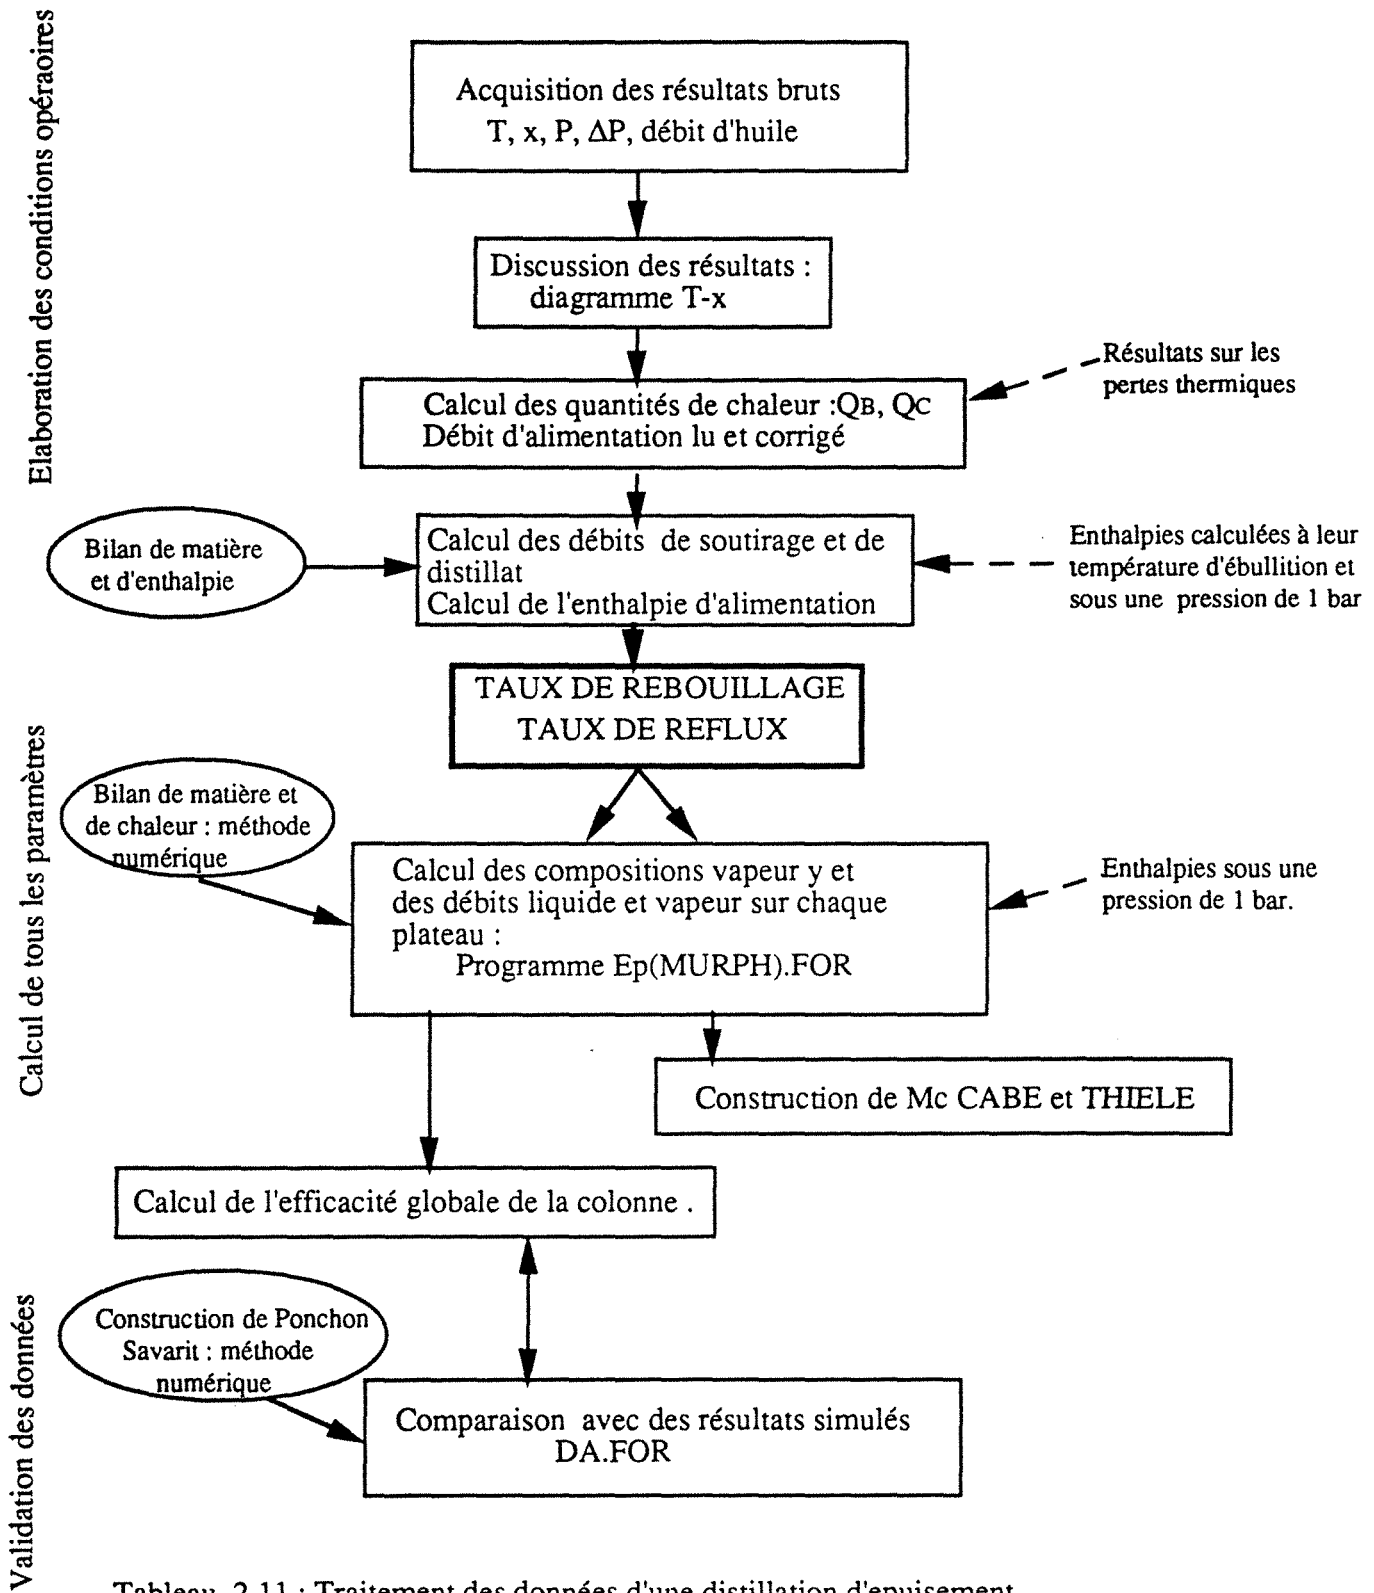 Elaboration des conditions opéraoires
Acquisition des résultats bruts
T, x, P, ΔP, débit d'huile
Discussion des résultats :
diagramme T-x
Résultats sur les
pertes thermiques
Calcul des quantités de chaleur :QB, QC
Débit d'alimentation lu et corrigé
Bilan de matière
et d'enthalpie
Calcul des débits de soutirage et de
distillat
Calcul de l'enthalpie d'alimentation
Enthalpies calculées à leur
température d'ébullition et
sous une pression de 1 bar
TAUX DE REBOUILLAGE
TAUX DE REFLUX
Calcul de tous les paramètres
Bilan de matière et
de chaleur : méthode
numérique
Calcul des compositions vapeur y et
des débits liquide et vapeur sur chaque
plateau :
Programme Ep(MURPH).FOR
Enthalpies sous une
pression de 1 bar.
Construction de Mc CABE et THIELE
Calcul de l'efficacité globale de la colonne .
Validation des données
Construction de Ponchon
Savarit : méthode
numérique
Comparaison avec des résultats simulés
DA.FOR
Tableau 2.11 : Traitement des données d'une distillation d'epuisement